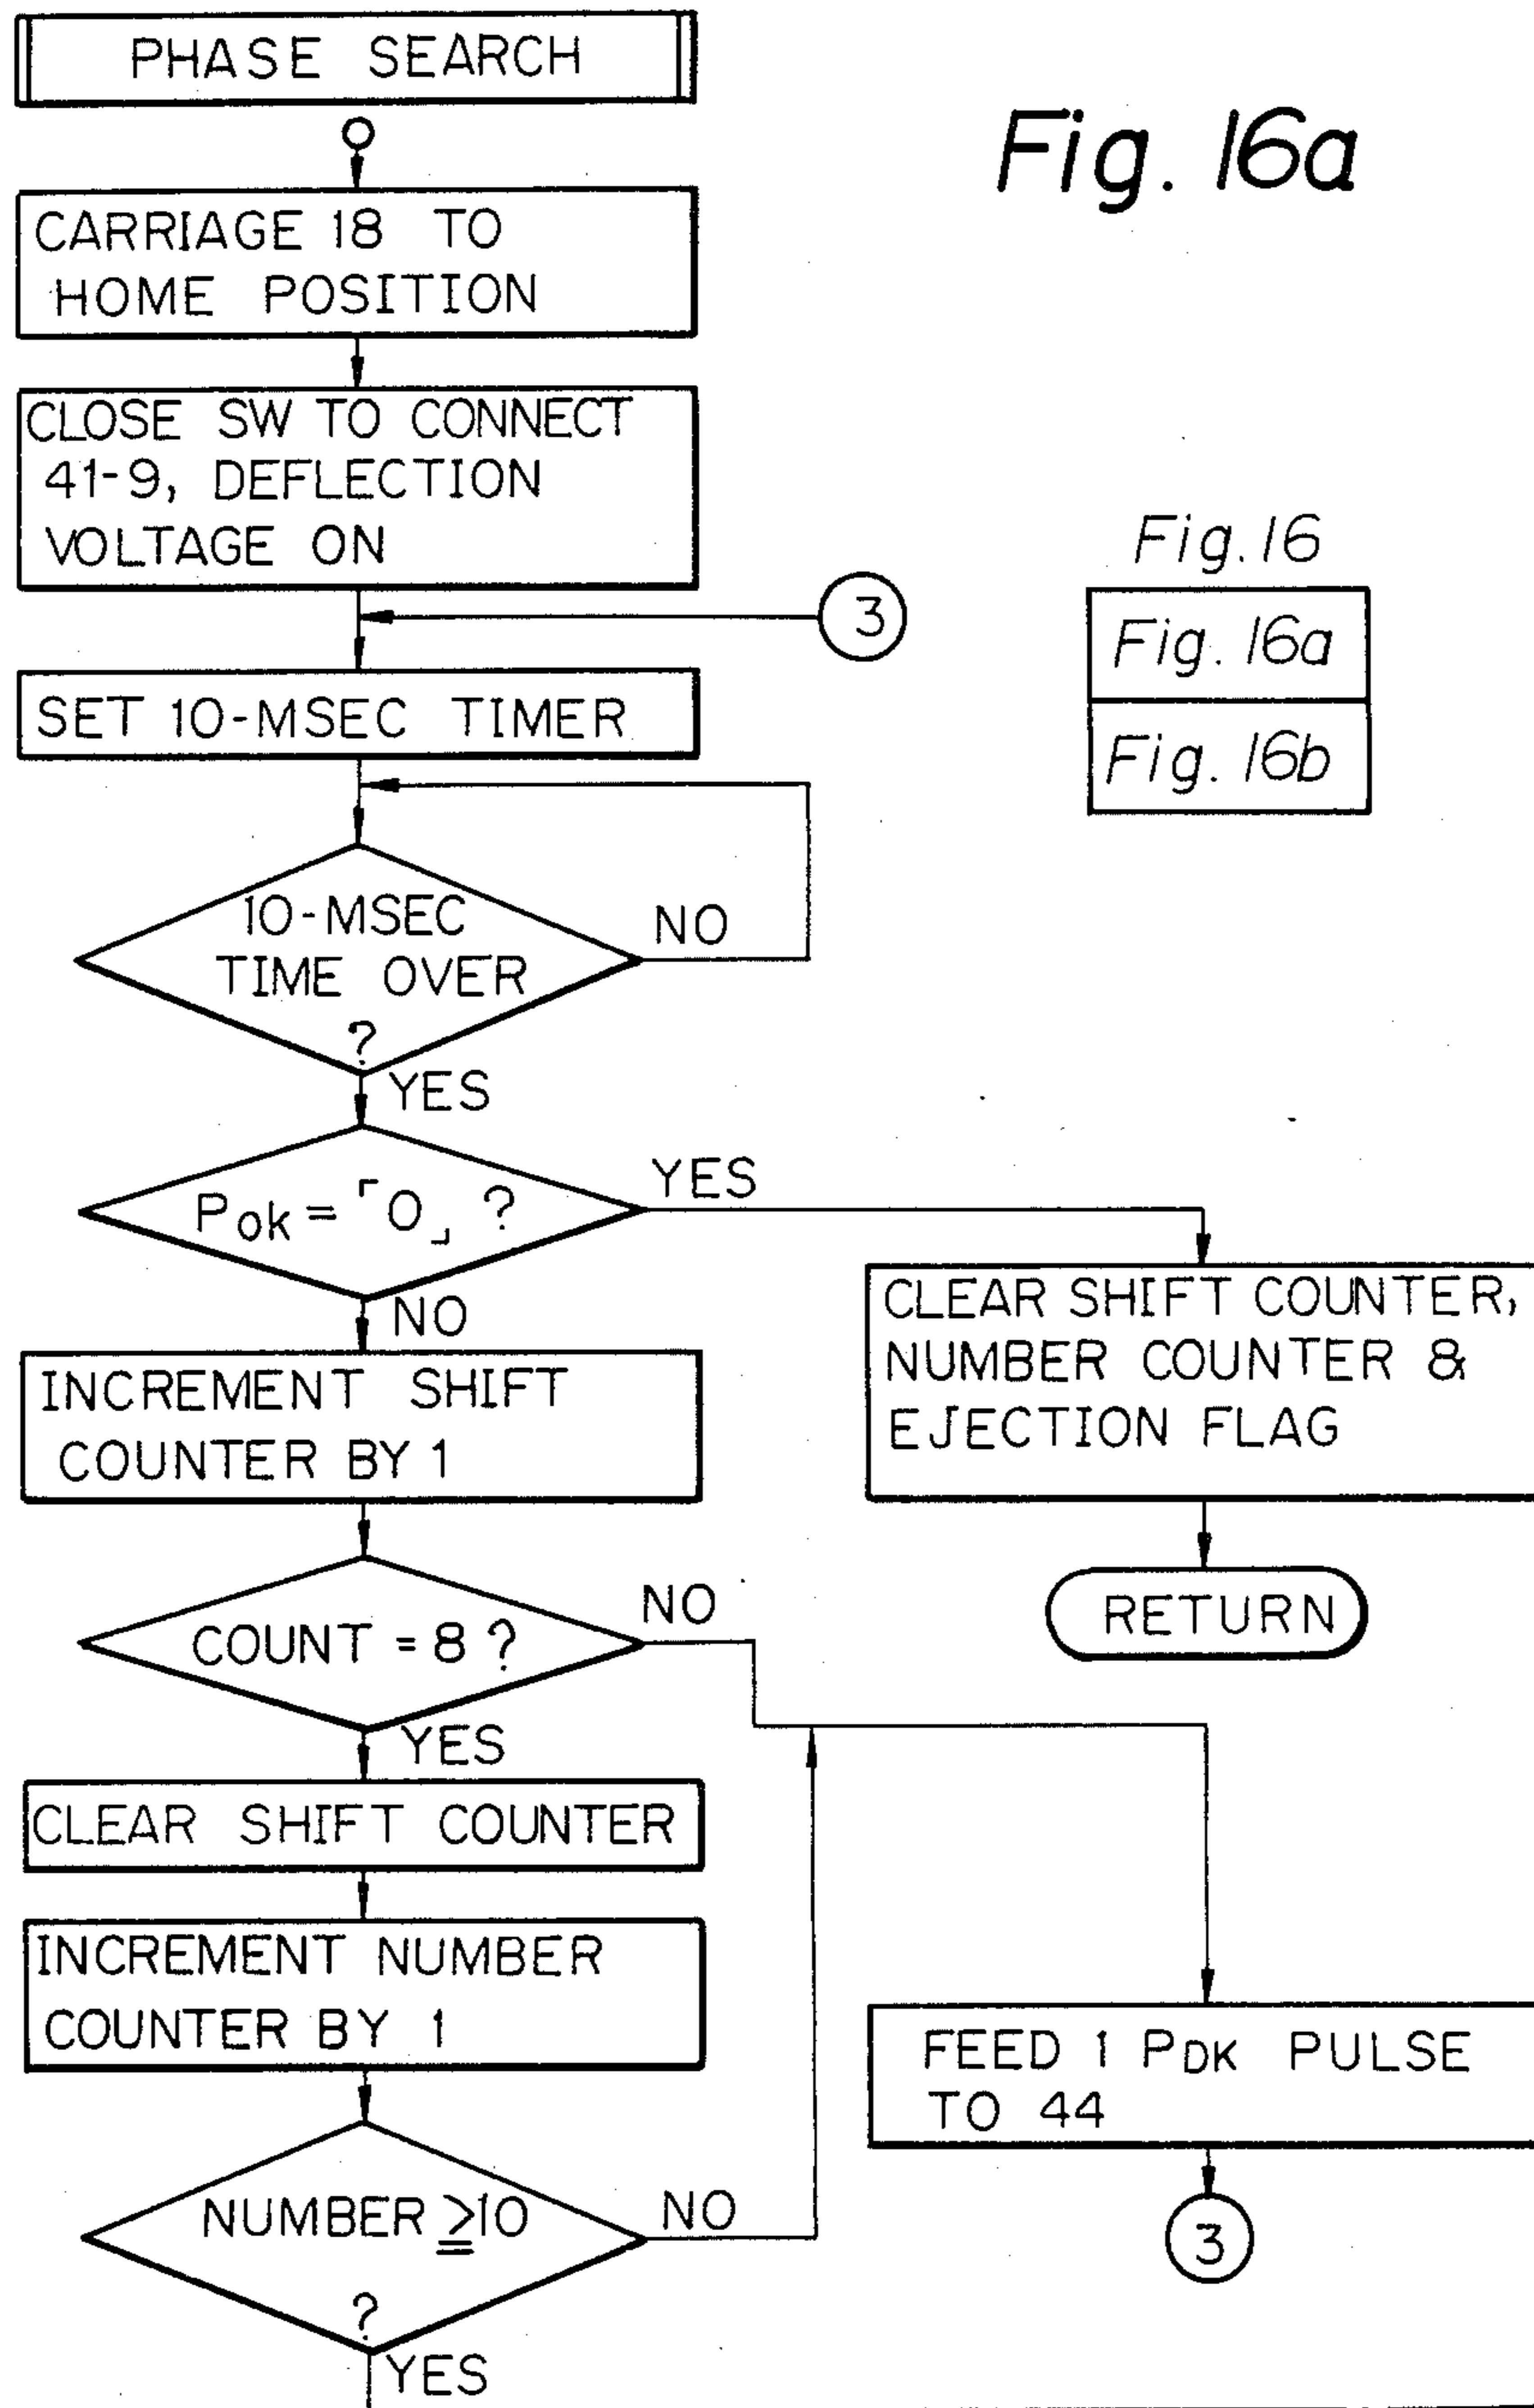 PHASE SEARCH
Fig. 16a
CARRIAGE 18 TO
HOME POSITION
CLOSE SW TO CONNECT
41-9, DEFLECTION
VOLTAGE ON
3
Fig. 16
Fig. 16a
Fig. 16b
SET 10-MSEC TIMER
10-MSEC
TIME OVER
?
NO
YES
Pok = 「0」 ?
YES
NO
CLEAR SHIFT COUNTER,
NUMBER COUNTER &
EJECTION FLAG
RETURN
INCREMENT SHIFT
COUNTER BY 1
COUNT = 8 ?
NO
YES
CLEAR SHIFT COUNTER
INCREMENT NUMBER
COUNTER BY 1
NUMBER ≧10
?
NO
YES
FEED 1 PDK PULSE
TO 44
3